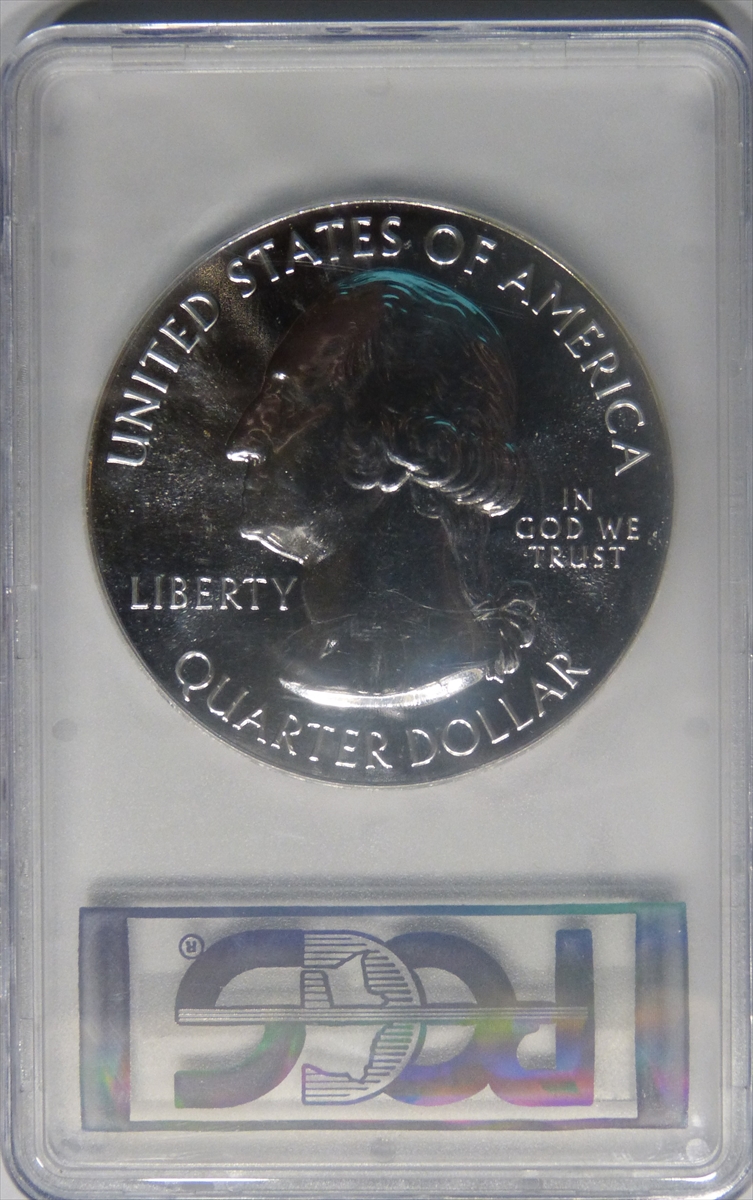 UNITED STATES OF AMERICA
IN
GOD WE
TRUST
LIBERTY
QUARTER DOLLAR
PCGS
®